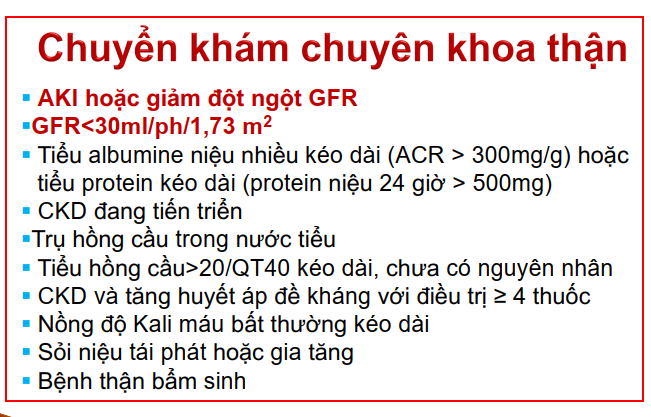 Chuyển khám chuyên khoa thận
▪ AKI hoặc giảm đột ngột GFR
▪GFR<30ml/ph/1,73 m²
▪ Tiểu albumine niệu nhiều kéo dài (ACR > 300mg/g) hoặc
tiểu protein kéo dài (protein niệu 24 giờ > 500mg)
▪ CKD đang tiến triển
▪Trụ hồng cầu trong nước tiểu
▪ Tiểu hồng cầu>20/QT40 kéo dài, chưa có nguyên nhân
▪ CKD và tăng huyết áp đề kháng với điều trị ≥ 4 thuốc
▪ Nồng độ Kali máu bất thường kéo dài
▪ Sỏi niệu tái phát hoặc gia tăng
▪ Bệnh thận bẩm sinh